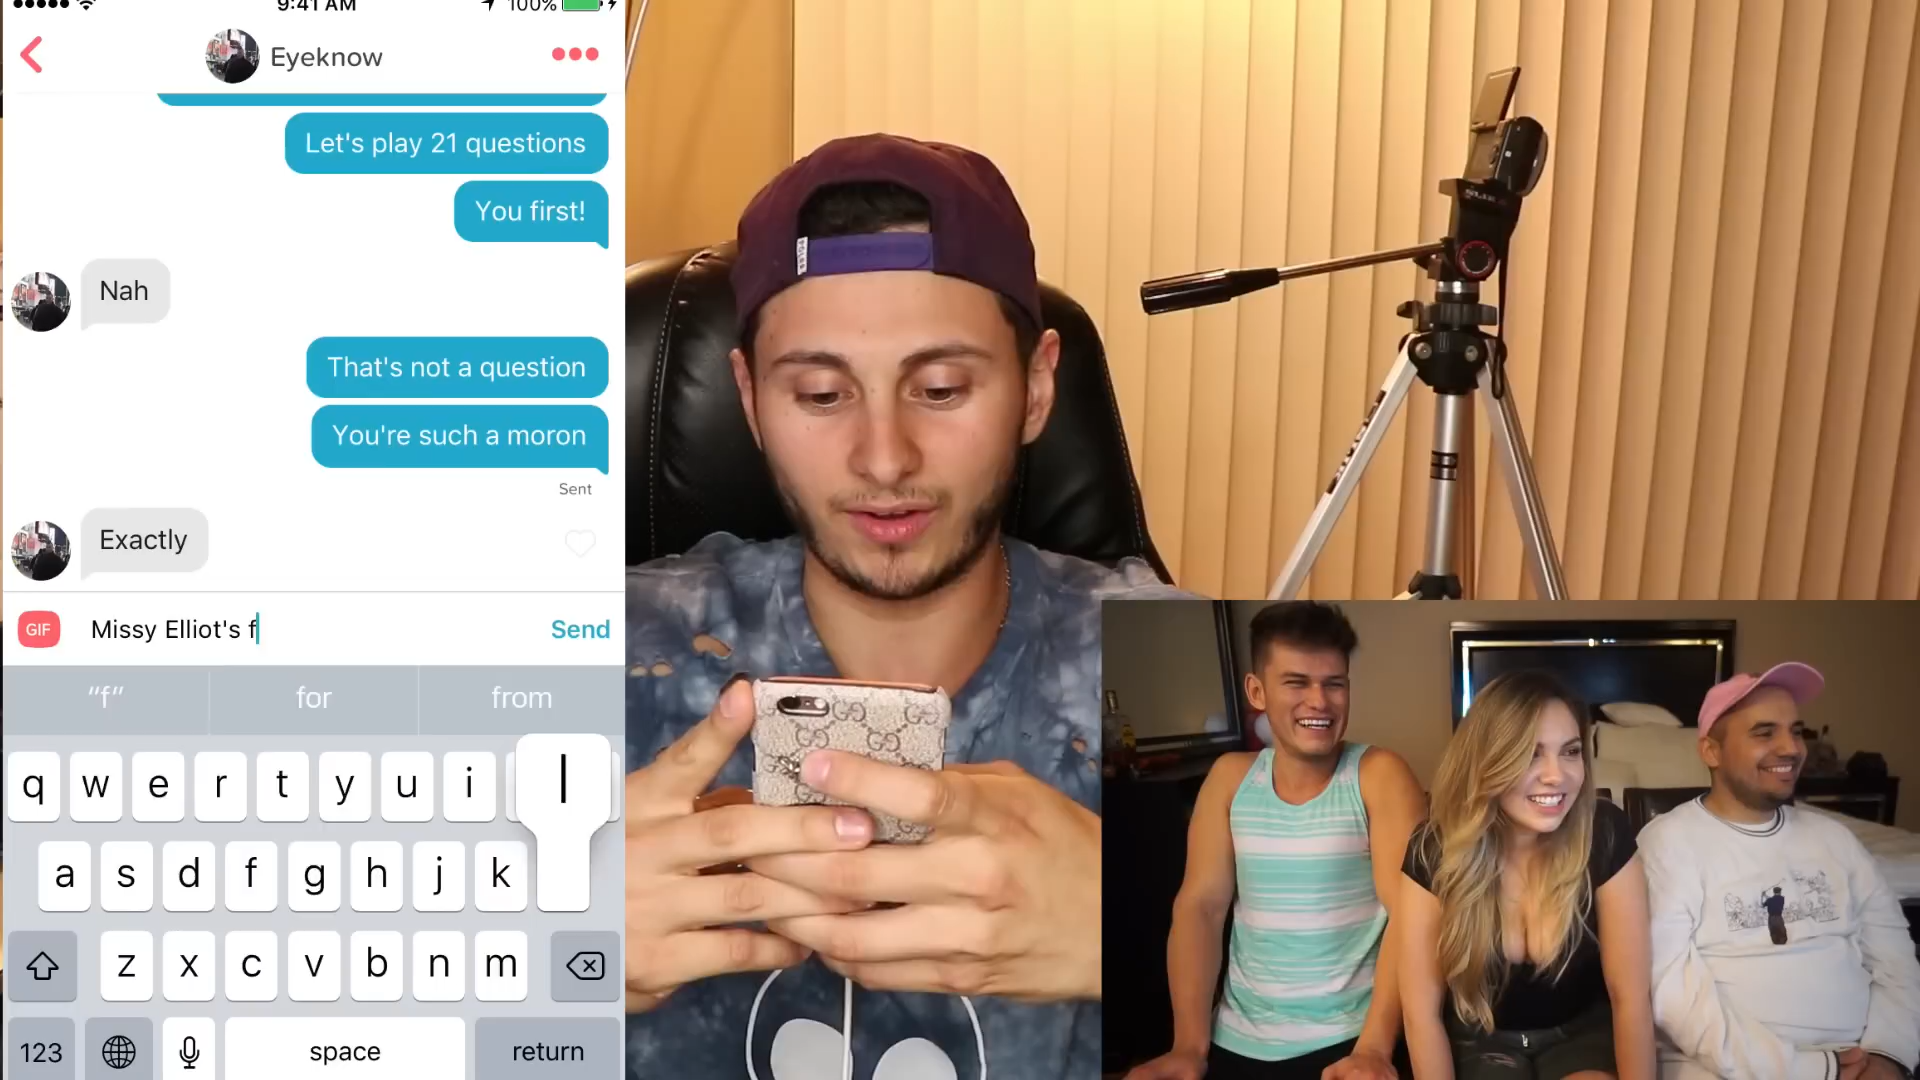 9:41 AM
100%
Eyeknow
Let's play 21 questions
You first!
Nah
That's not a question
You're such a moron
Sent
Exactly
GIF
Missy Elliot's f
Send
“f”
for
from
q w e r t y u i l
a s d f g h j k
z x c v b n m
123
space
return